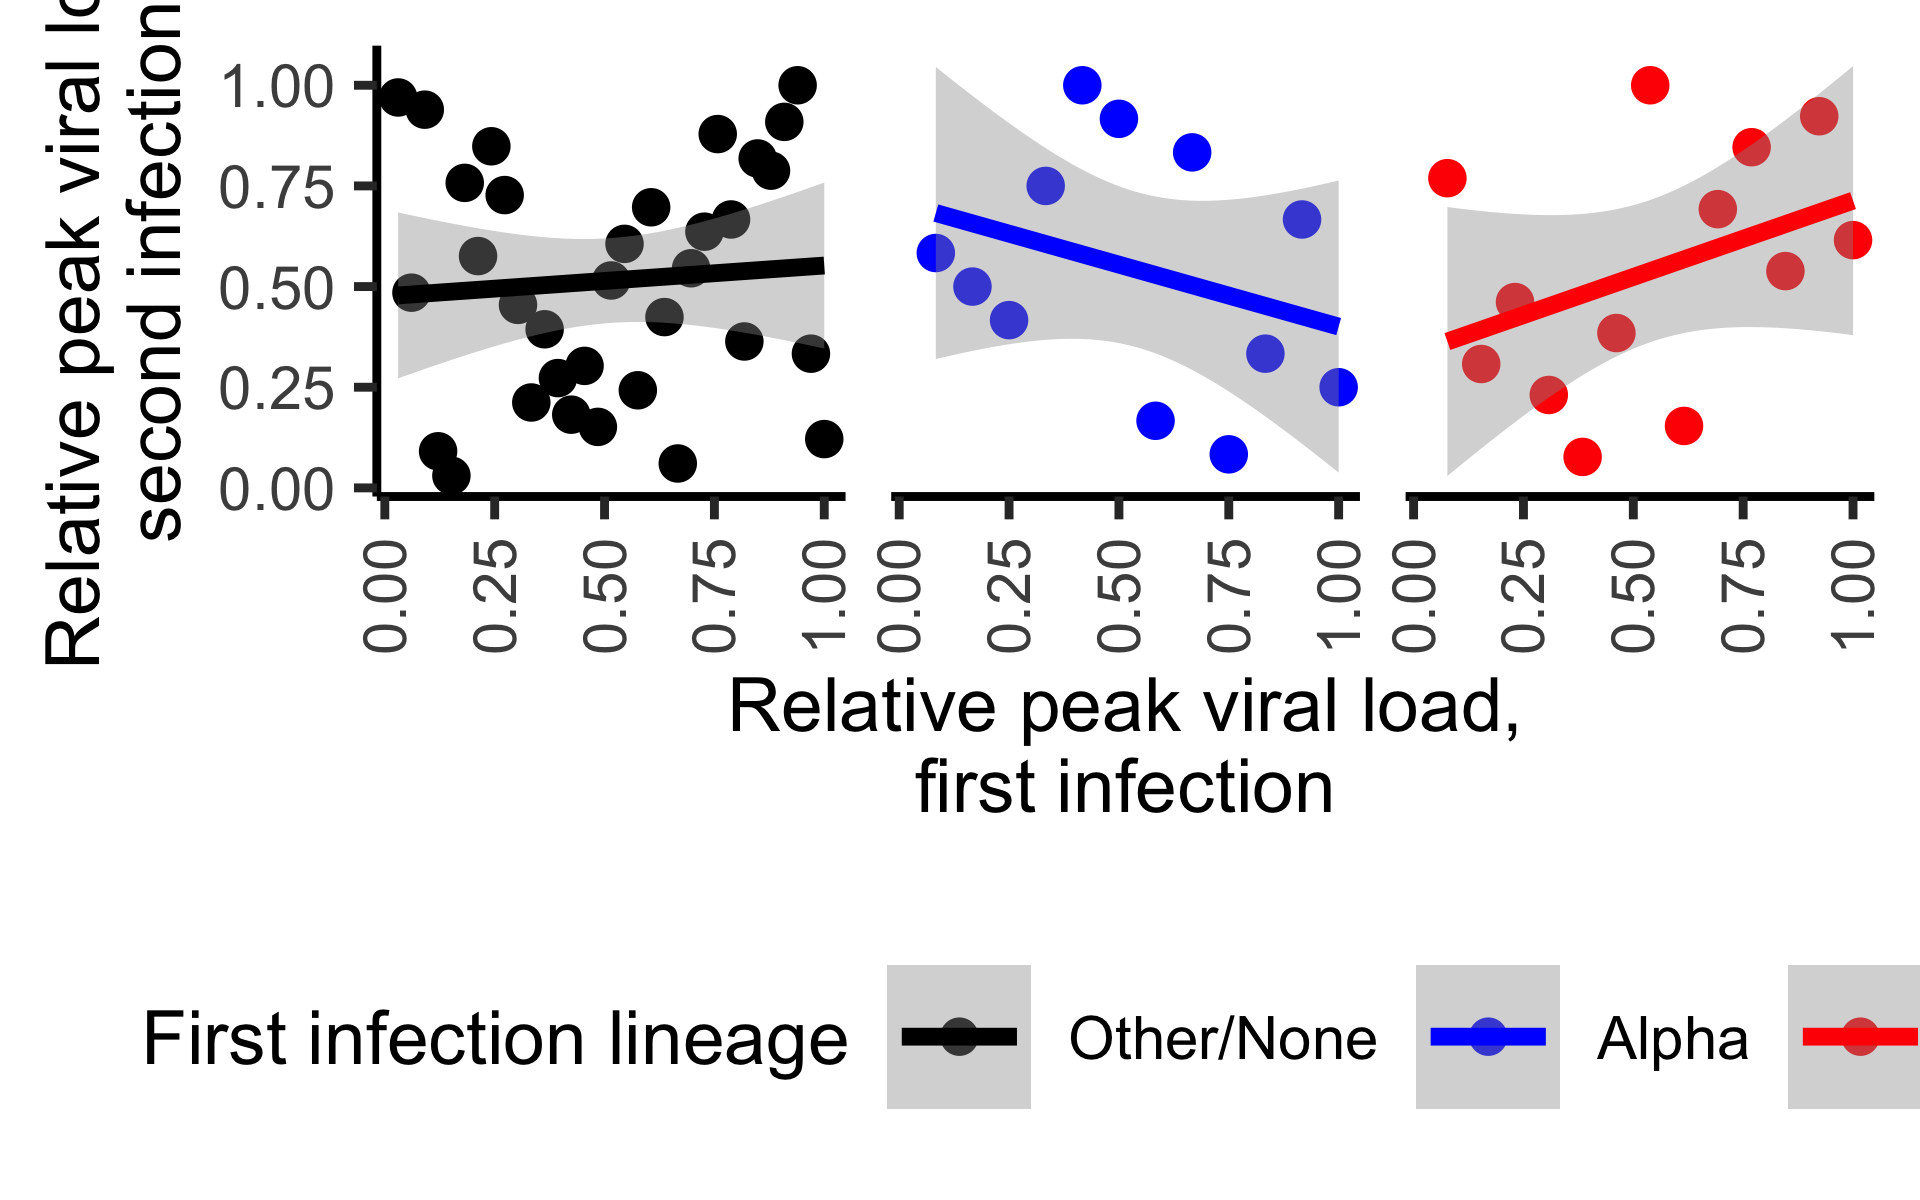 Relative peak viral
second infection
1.00
0.75
0.50
0.25
0.00
0.00 0.25 0.50 0.75 1.00 0.00 0.25 0.50 0.75 1.00 0.00 0.25 0.50 0.75 1.00
Relative peak viral load,
first infection
First infection lineage Other/None Alpha